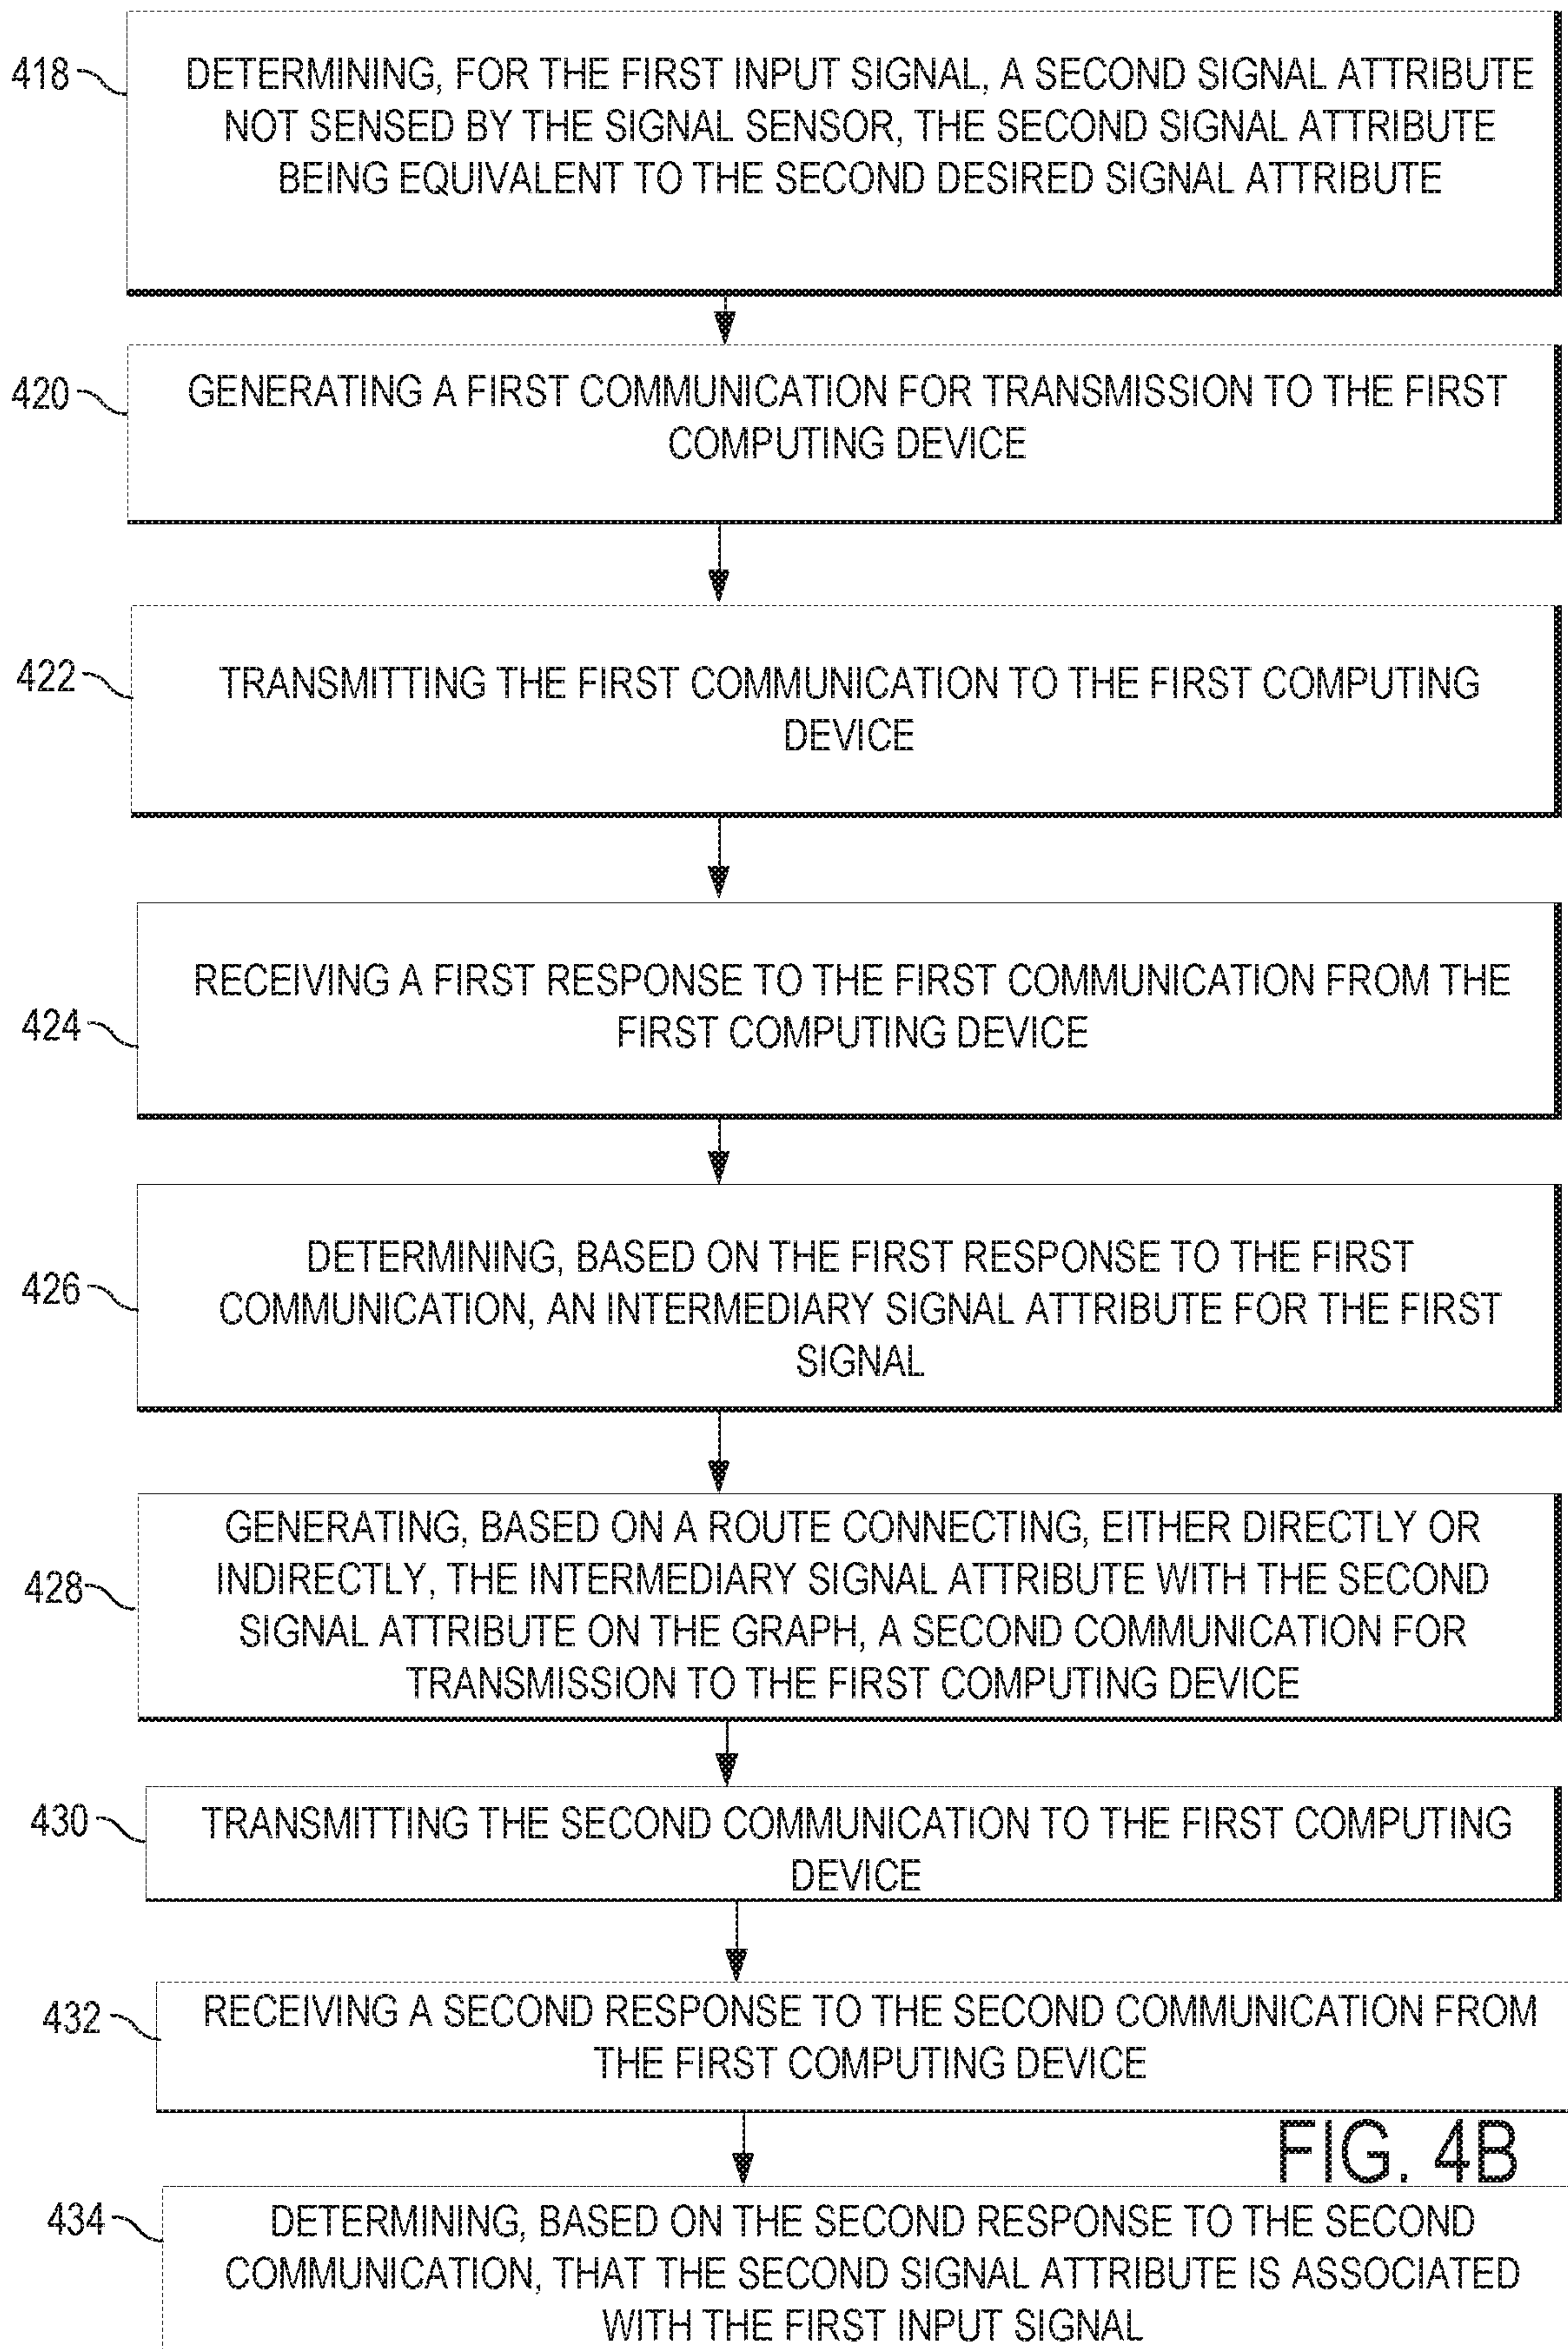 418
DETERMINING, FOR THE FIRST INPUT SIGNAL, A SECOND SIGNAL ATTRIBUTE
NOT SENSED BY THE SIGNAL SENSOR, THE SECOND SIGNAL ATTRIBUTE
BEING EQUIVALENT TO THE SECOND DESIRED SIGNAL ATTRIBUTE
420
GENERATING A FIRST COMMUNICATION FOR TRANSMISSION TO THE FIRST
COMPUTING DEVICE
422
TRANSMITTING THE FIRST COMMUNICATION TO THE FIRST COMPUTING
DEVICE
424
RECEIVING A FIRST RESPONSE TO THE FIRST COMMUNICATION FROM THE
FIRST COMPUTING DEVICE
426
DETERMINING, BASED ON THE FIRST RESPONSE TO THE FIRST
COMMUNICATION, AN INTERMEDIARY SIGNAL ATTRIBUTE FOR THE FIRST
SIGNAL
428
GENERATING, BASED ON A ROUTE CONNECTING, EITHER DIRECTLY OR
INDIRECTLY, THE INTERMEDIARY SIGNAL ATTRIBUTE WITH THE SECOND
SIGNAL ATTRIBUTE ON THE GRAPH, A SECOND COMMUNICATION FOR
TRANSMISSION TO THE FIRST COMPUTING DEVICE
430
TRANSMITTING THE SECOND COMMUNICATION TO THE FIRST COMPUTING
DEVICE
432
RECEIVING A SECOND RESPONSE TO THE SECOND COMMUNICATION FROM
THE FIRST COMPUTING DEVICE
FIG. 4B
434
DETERMINING, BASED ON THE SECOND RESPONSE TO THE SECOND
COMMUNICATION, THAT THE SECOND SIGNAL ATTRIBUTE IS ASSOCIATED
WITH THE FIRST INPUT SIGNAL